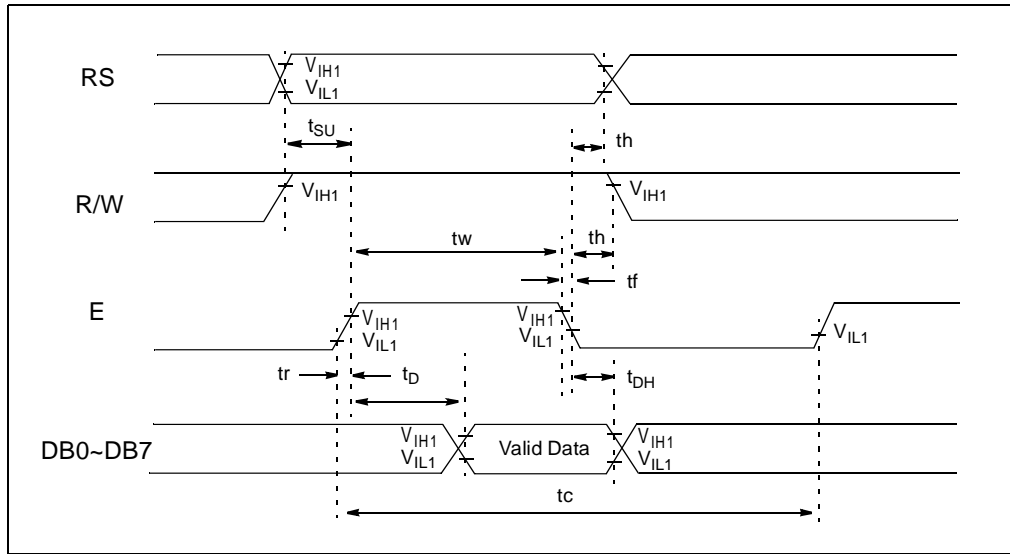 RS
VIH1
VIL1
tSU
th
R/W
VIH1
VIH1
tw
th
tf
E
VIH1
VIL1
VIH1
VIL1
VIL1
tr
tD
tDH
DB0~DB7
VIH1
VIL1
Valid Data
VIH1
VIL1
tc